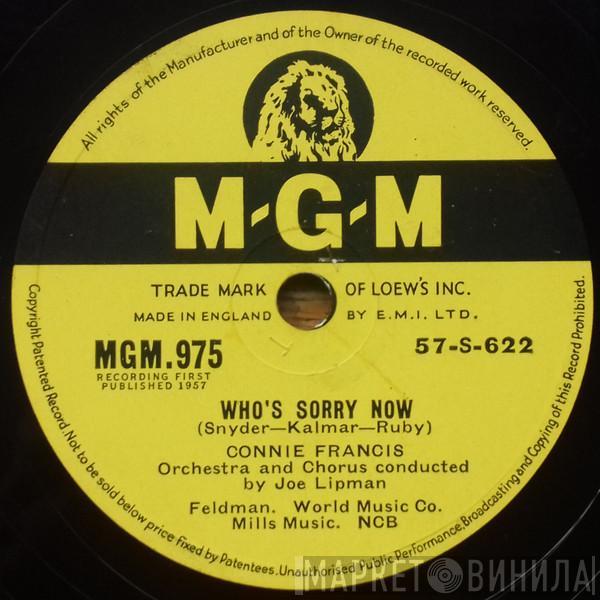 All rights of the Manufacturer and of the Owner of the recorded work reserved.
M-G-M
TRADE MARK OF LOEW'S INC.
MADE IN ENGLAND BY E.M.I. LTD.
MGM.975 57-S-622
RECORDING FIRST
PUBLISHED 1957
WHO'S SORRY NOW
(Snyder—Kalmar—Ruby)
CONNIE FRANCIS
Orchestra and Chorus conducted
by Joe Lipman
Feldman. World Music Co.
Mills Music. NCB
Copyright Patented Record. Not to be sold below price fixed by Patentees. Unauthorised Public Performance, Broadcasting and Copying of this Record Prohibited.
МАРКЕТ ВИНИЛА